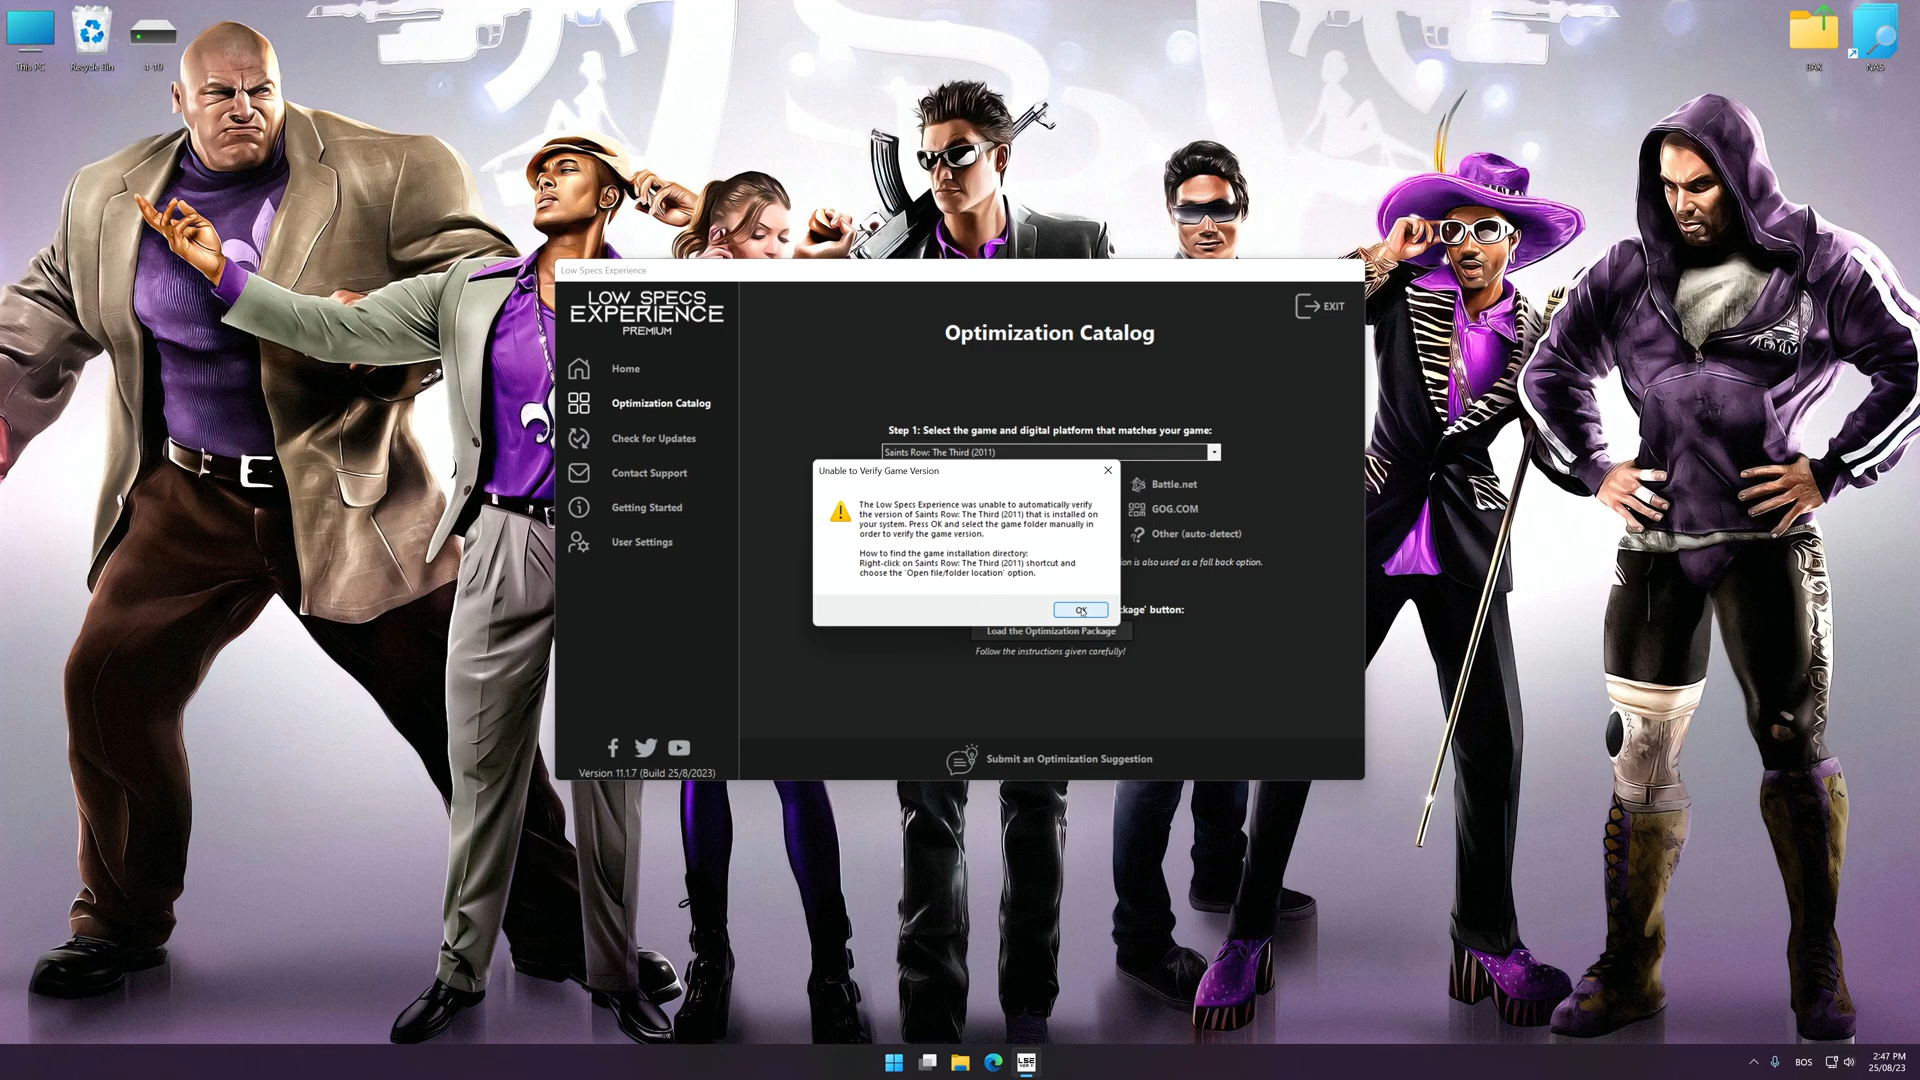 This PC
Recycle Bin
4-10
BAK
NAS
Low Specs Experience
LOW SPECS
EXPERIENCE
PREMIUM
Home
Optimization Catalog
Check for Updates
Contact Support
Getting Started
User Settings
Version 11.1.7 (Build 25/8/2023)
EXIT
Optimization Catalog
Step 1: Select the game and digital platform that matches your game:
Saints Row: The Third (2011)
Battle.net
GOG.COM
Other (auto-detect)
ion is also used as a fall back option.
ckage' button:
Load the Optimization Package
Follow the instructions given carefully!
Submit an Optimization Suggestion
Unable to Verify Game Version
The Low Specs Experience was unable to automatically verify
the version of Saints Row: The Third (2011) that is installed on
your system. Press OK and select the game folder manually in
order to verify the game version.
How to find the game installation directory:
Right-click on Saints Row: The Third (2011) shortcut and
choose the 'Open file/folder location' option.
OK
LSE
VER 11
BOS
2:47 PM
25/08/23